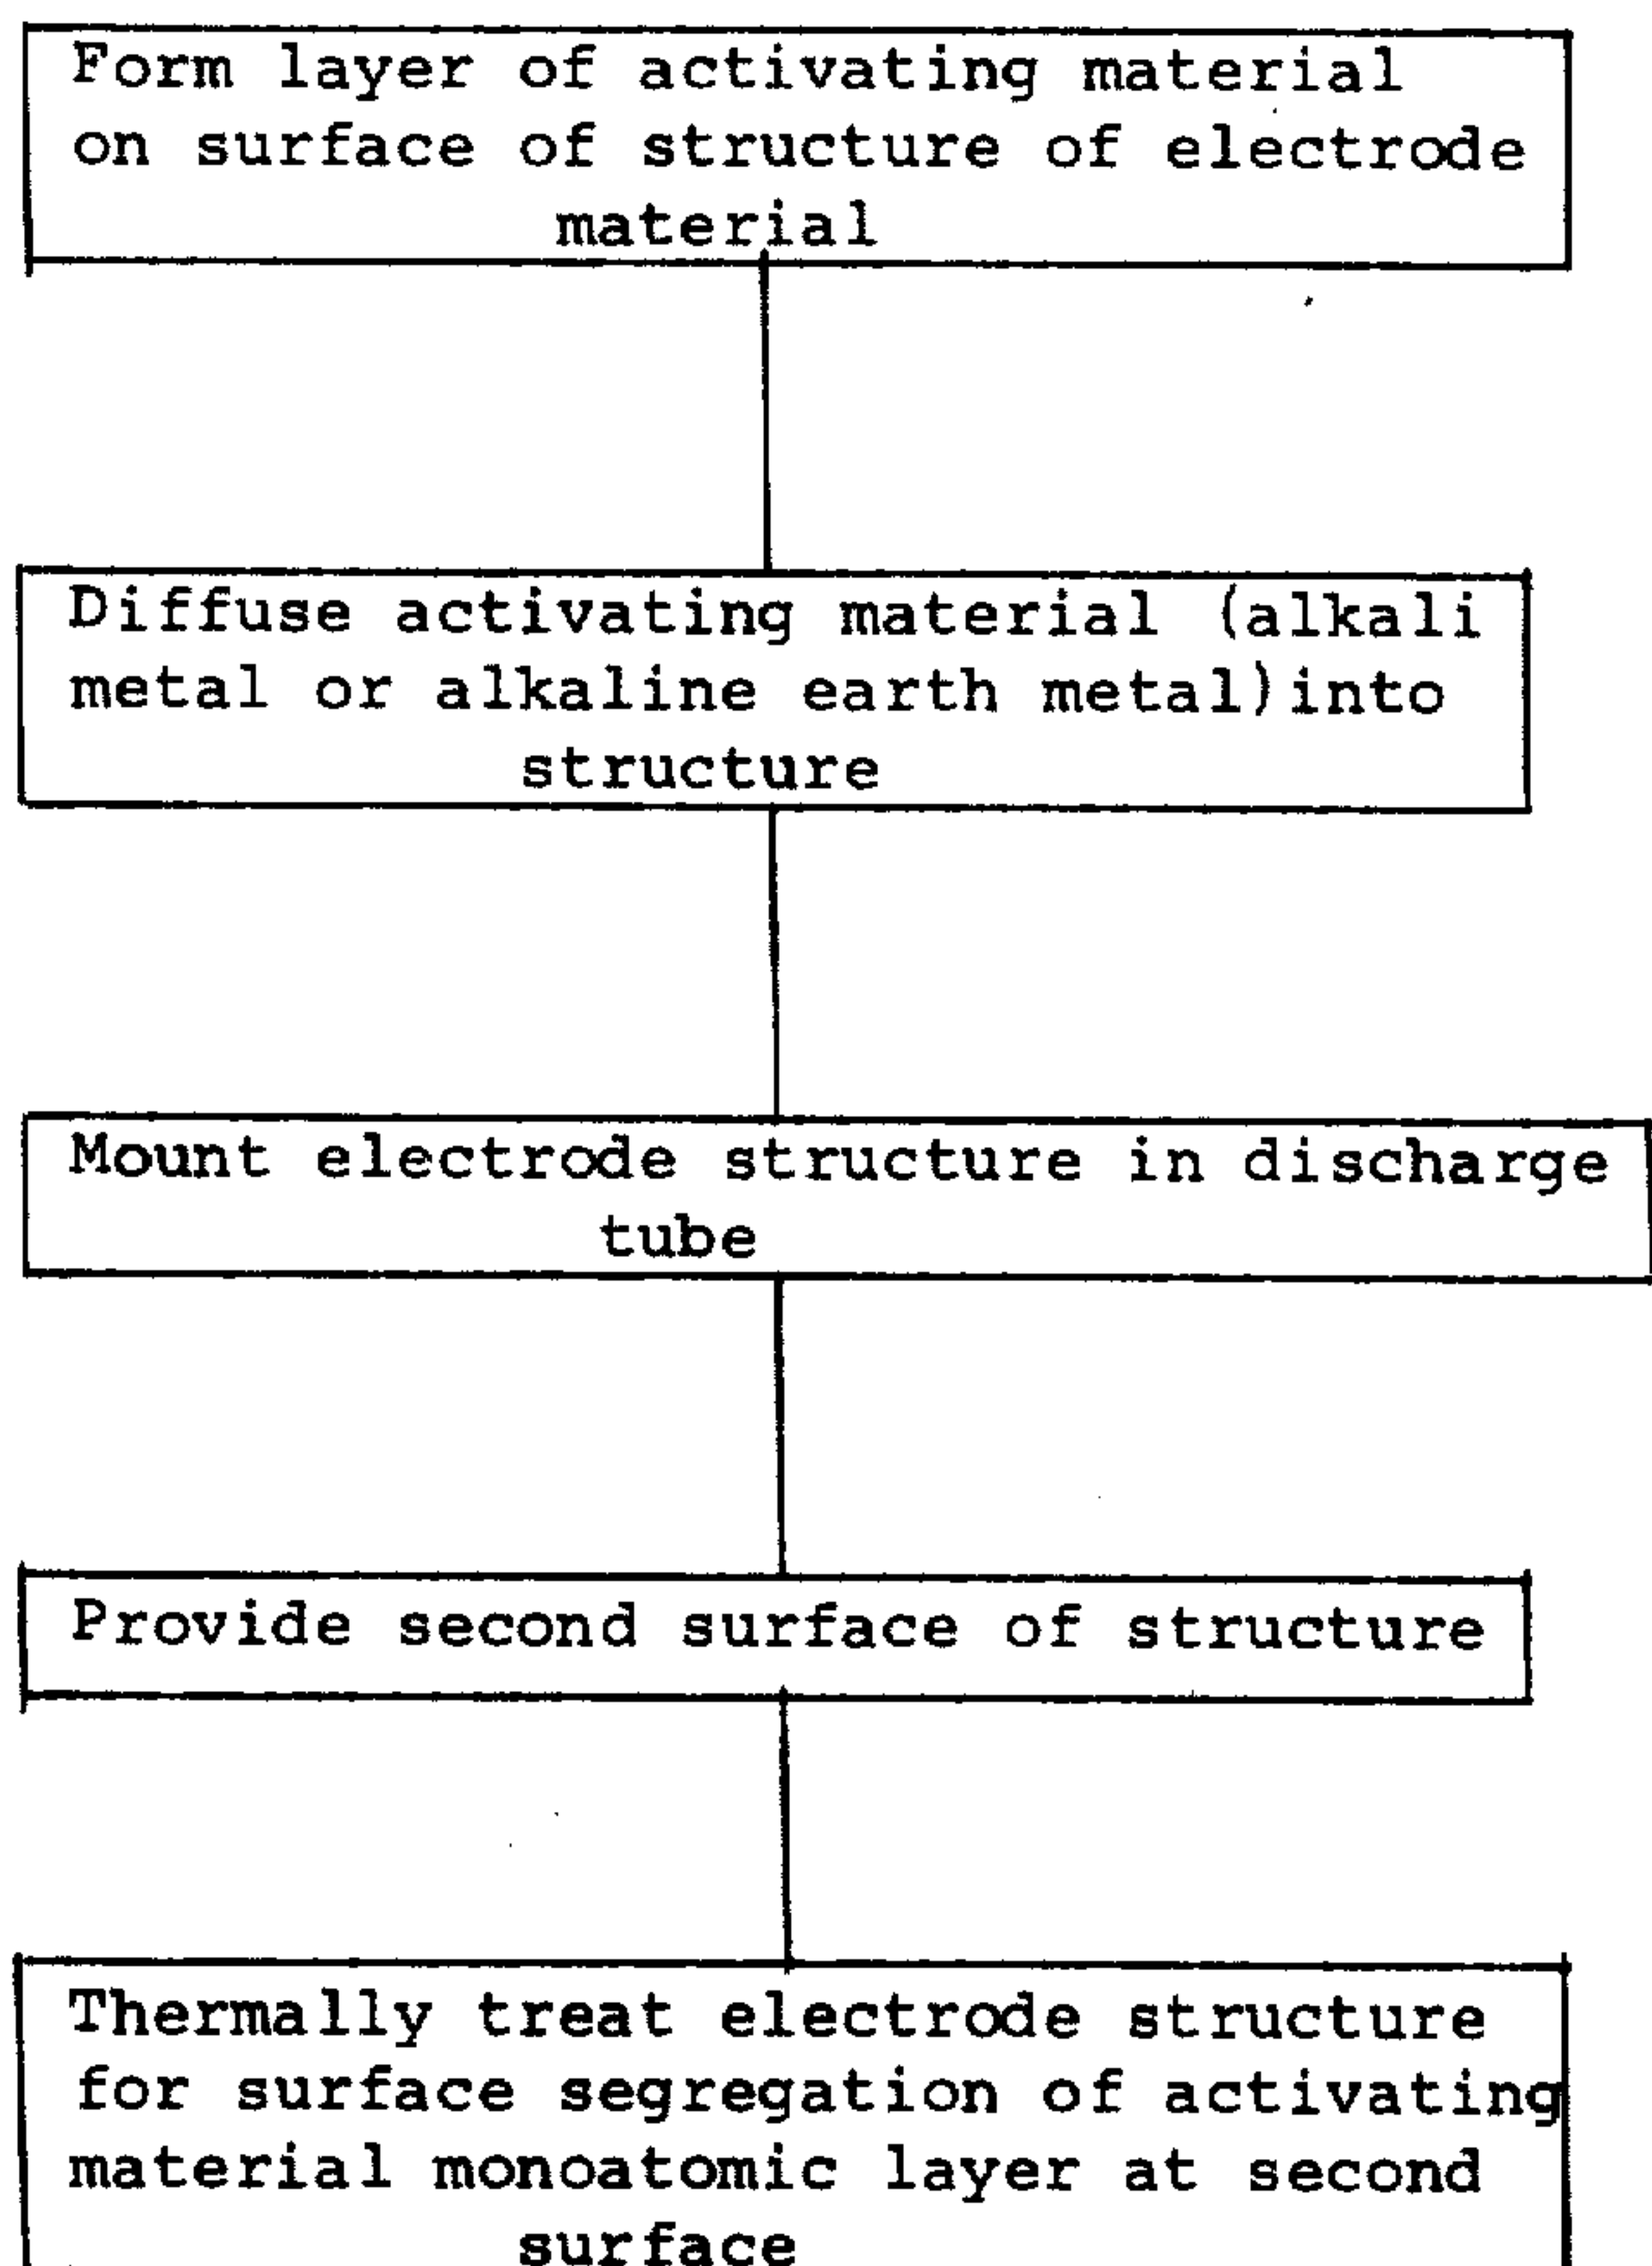 Form layer of activating material
on surface of structure of electrode
material
Diffuse activating material (alkali
metal or alkaline earth metal)into
structure
Mount electrode structure in discharge
tube
Provide second surface of structure
Thermally treat electrode structure
for surface segregation of activating
material monoatomic layer at second
surface